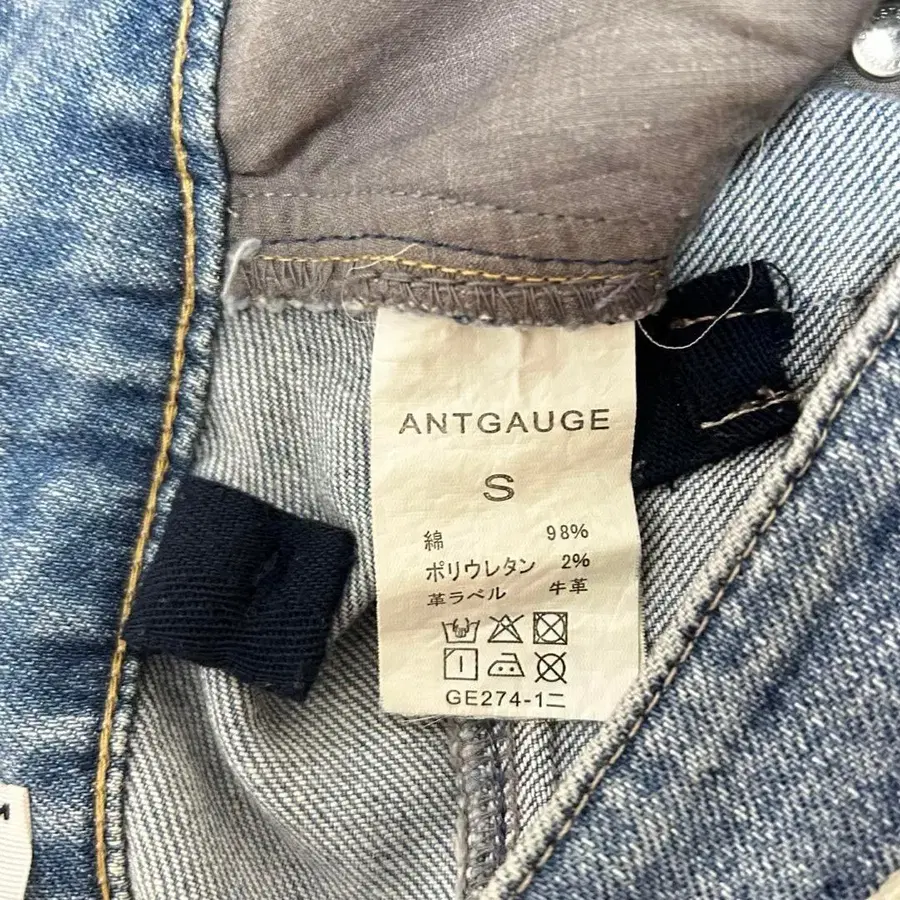 ANTGAUGE
S
綿 98%
ポリウレタン 2%
革ラベル 牛革
GE274-1二